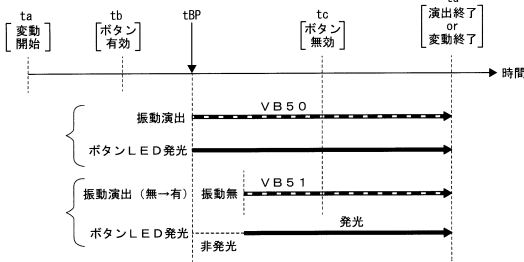 ta
変動
開始
tb
ボタン
有効
tBP
tc
ボタン
無効
演出終了
or
変動終了
時間
振動演出
VB50
ボタンLED発光
振動演出(無→有)
振動無
VB51
ボタンLED発光
非発光
発光